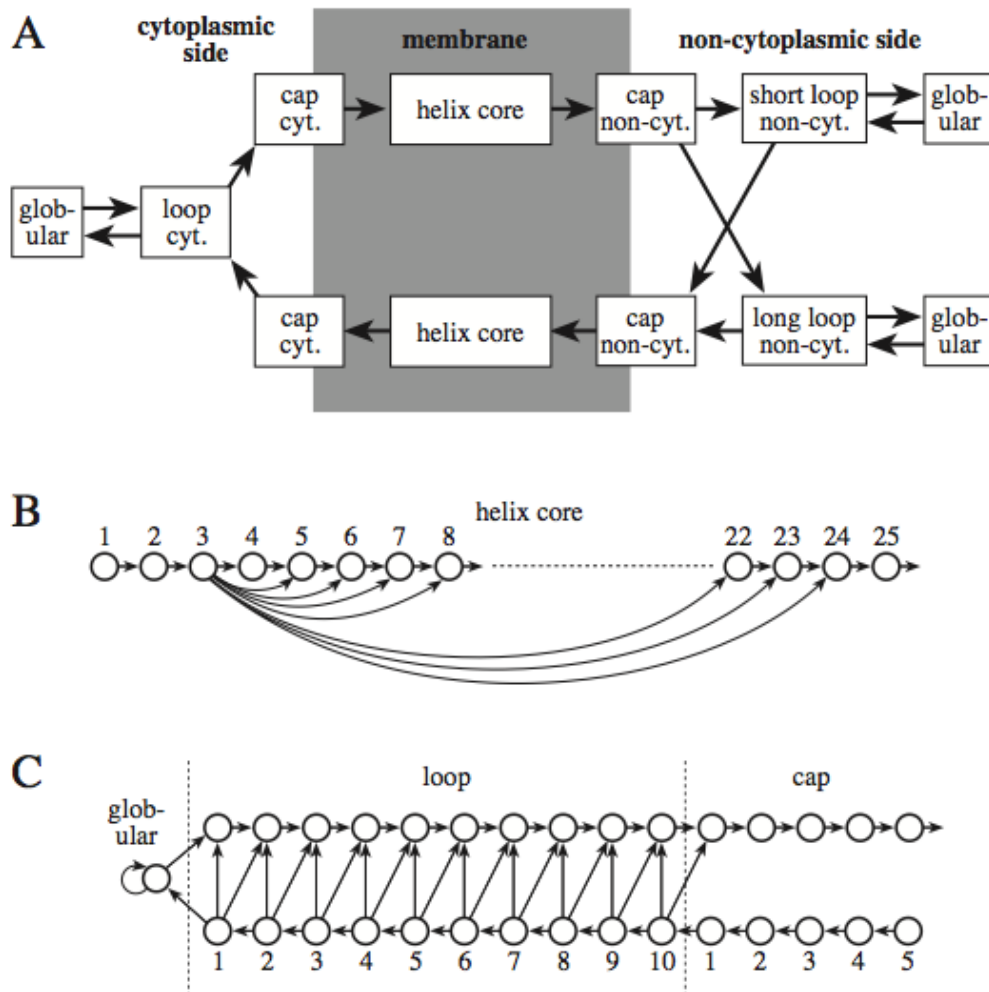 A
cytoplasmic
side
membrane
non-cytoplasmic side
cap
cyt.
helix core
cap
non-cyt.
short loop
non-cyt.
glob-
ular
glob-
ular
loop
cyt.
cap
cyt.
helix core
cap
non-cyt.
long loop
non-cyt.
glob-
ular
B
helix core
1 2 3 4 5 6 7 8 22 23 24 25
C
loop
cap
glob-
ular
1 2 3 4 5 6 7 8 9 10 1 2 3 4 5